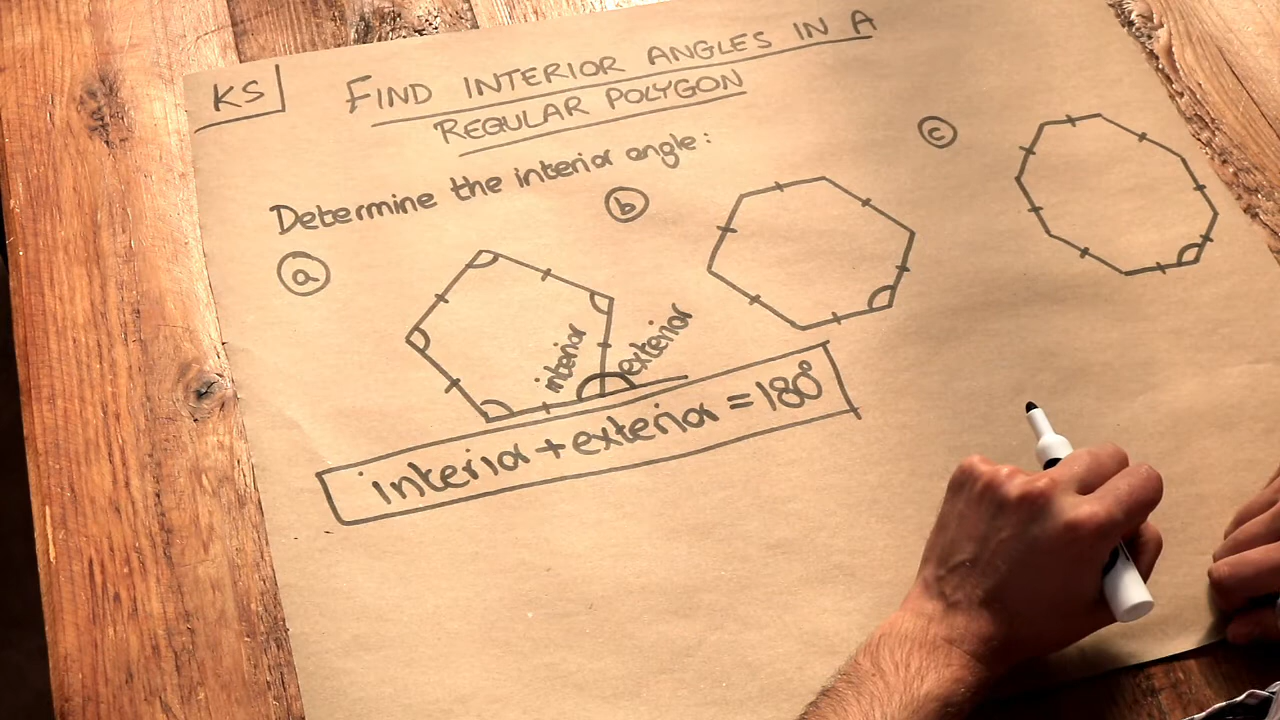 KS
FIND INTERIOR ANGLES IN A
REGULAR POLYGON
Determine the interior angle:
a
b
c
interior
exterior
interior + exterior = 180°